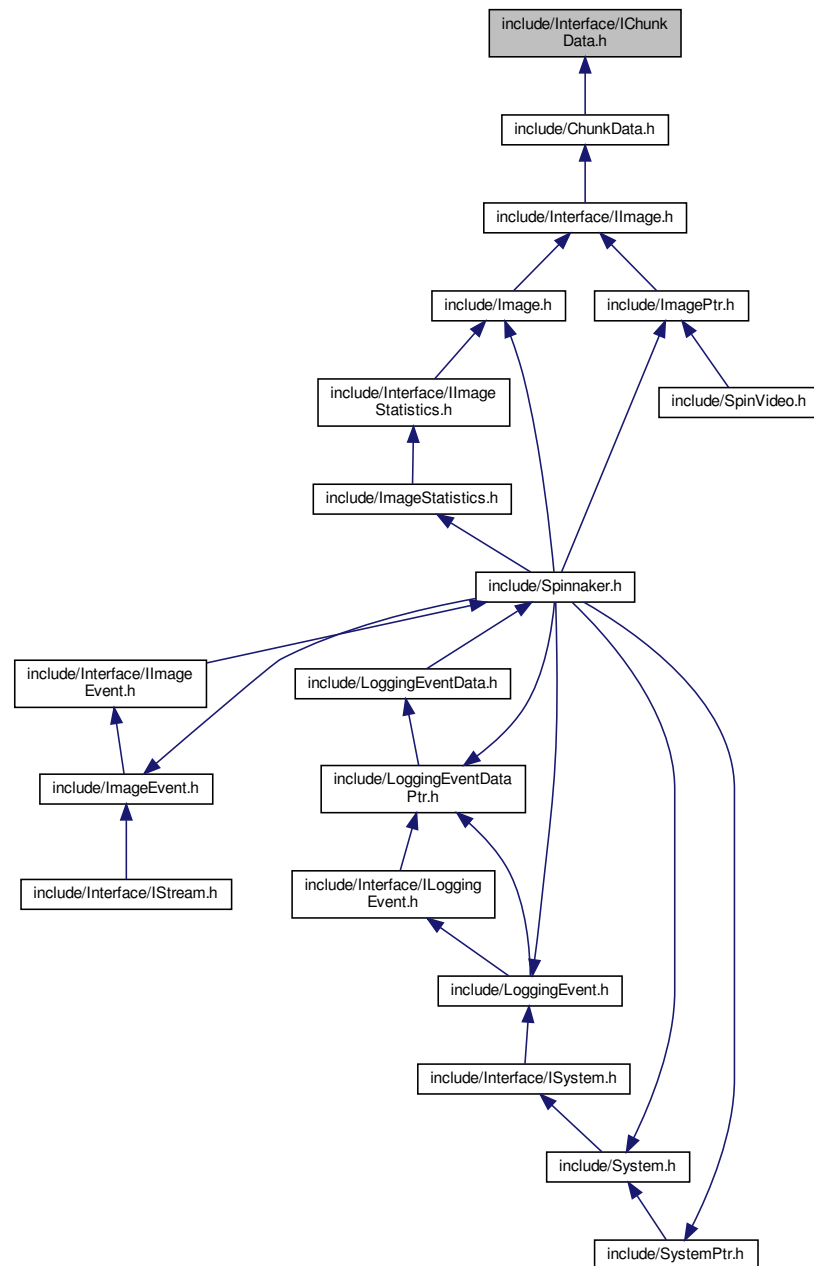 include/Interface/IChunk
Data.h
include/ChunkData.h
include/Interface/IImage.h
include/Image.h
include/ImagePtr.h
include/Interface/IImage
Statistics.h
include/SpinVideo.h
include/ImageStatistics.h
include/Spinnaker.h
include/Interface/IImage
Event.h
include/LoggingEventData.h
include/ImageEvent.h
include/LoggingEventData
Ptr.h
include/Interface/IStream.h
include/Interface/ILogging
Event.h
include/LoggingEvent.h
include/Interface/ISystem.h
include/System.h
include/SystemPtr.h